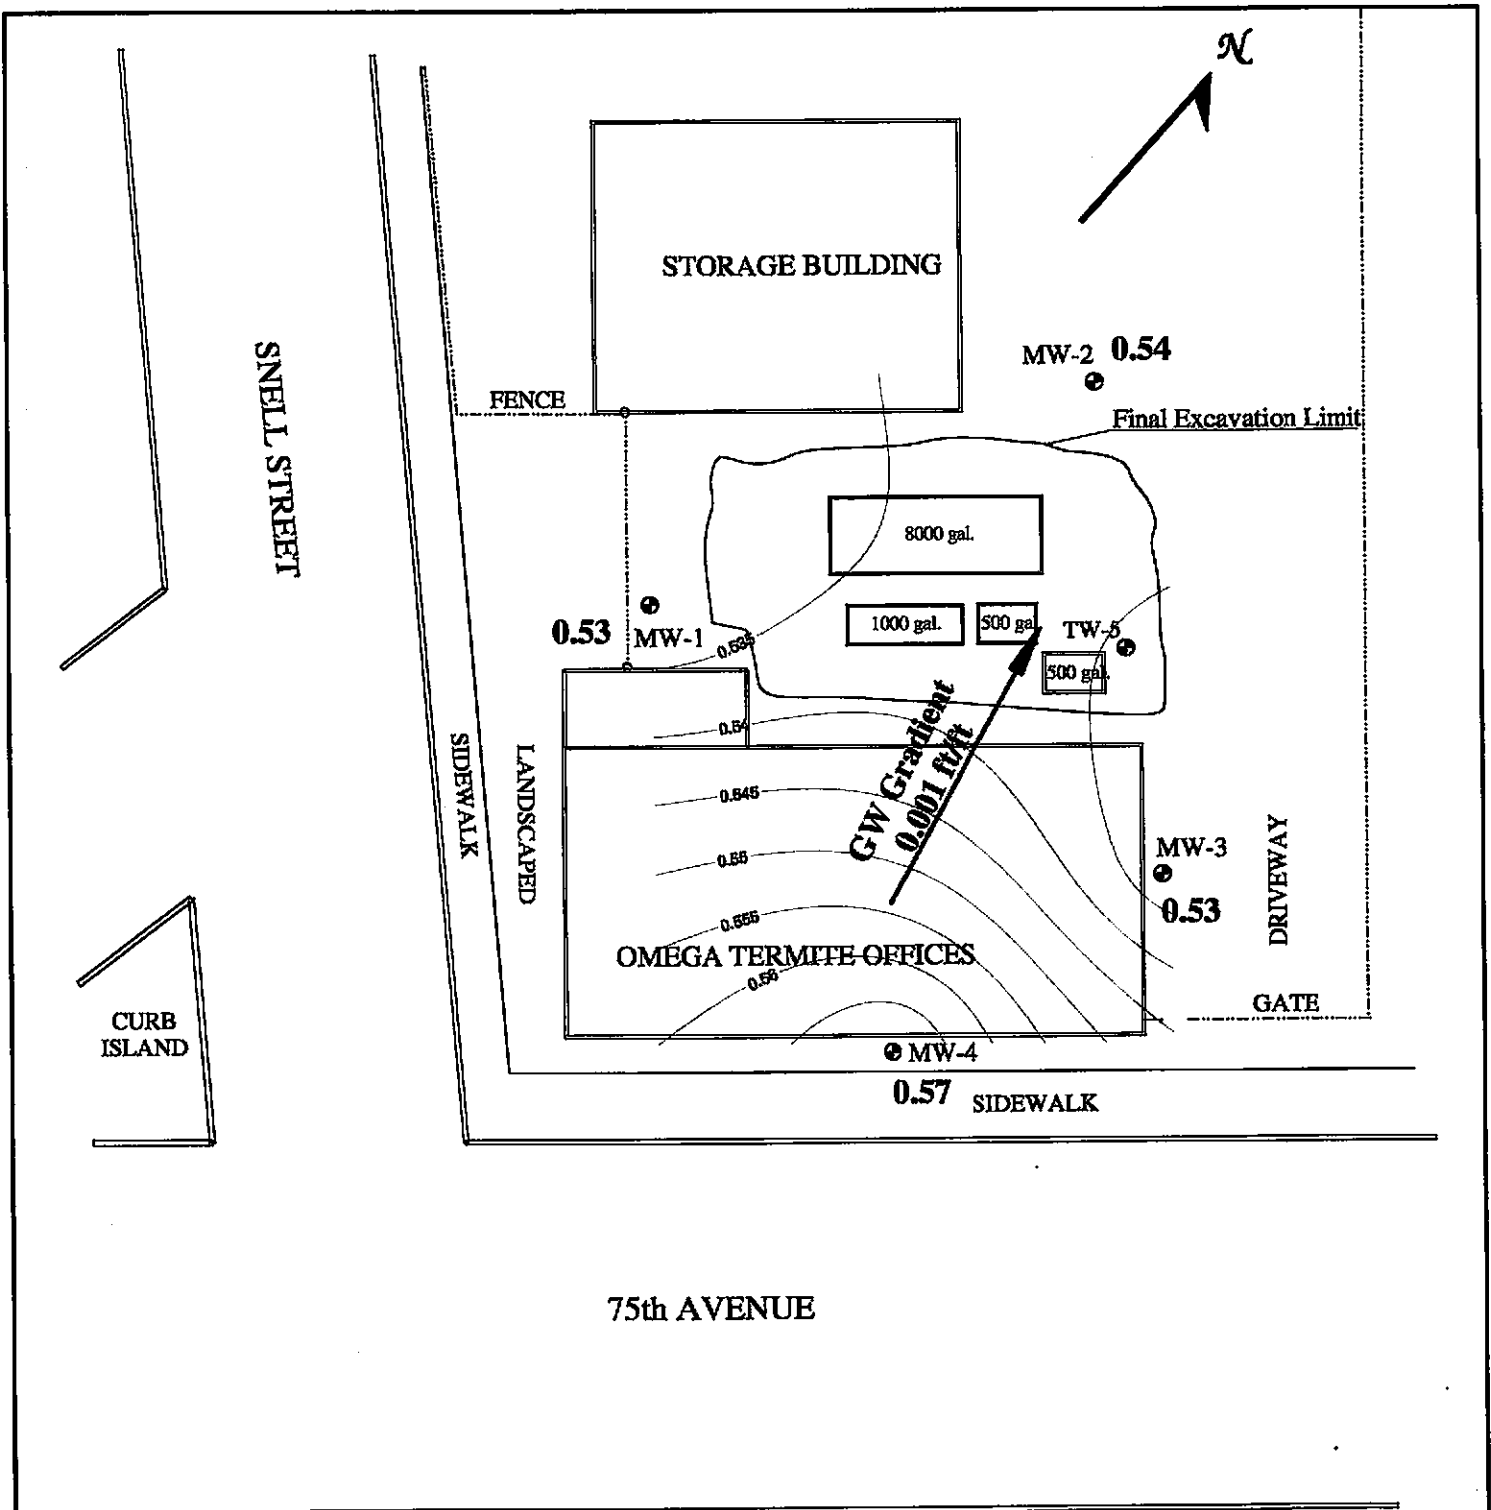 N
STORAGE BUILDING
MW-2 0.54
SNELL STREET
FENCE
Final Excavation Limit
8000 gal.
1000 gal.
500 gal
TW-5
0.53
MW-1
0.535
500 gal.
GW Gradient
0.001 ft/ft
0.54
SIDEWALK
LANDSCAPED
0.545
0.55
MW-3
0.53
DRIVEWAY
0.555
OMEGA TERMITE OFFICES
0.56
GATE
CURB
ISLAND
MW-4
0.57
SIDEWALK
75th AVENUE